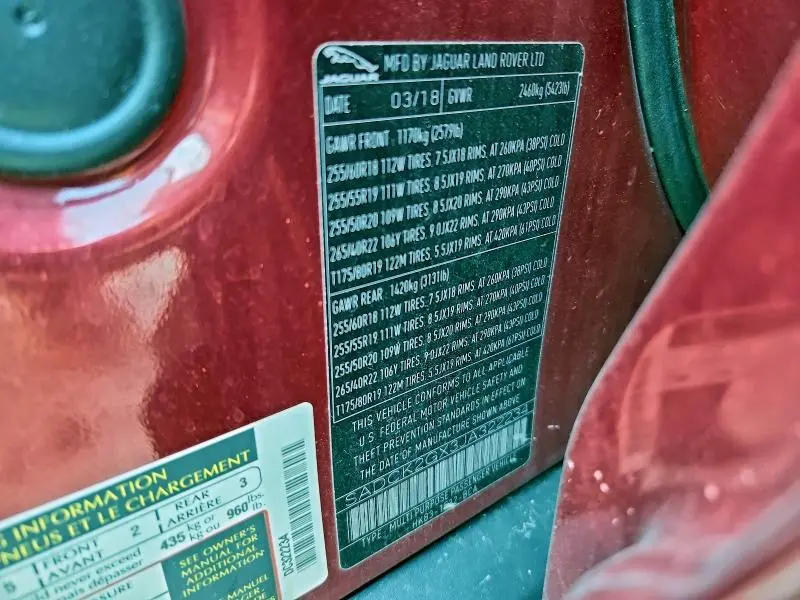 JAGUAR
MFD BY JAGUAR LAND ROVER LTD
DATE 03/18 GVWR 2460kg (5423lb)
GAWR FRONT 1170kg (2579lb)
255/60R18 112W TIRES, 7.5JX18 RIMS, AT 260KPA (38PSI) COLD
255/55R19 111W TIRES, 8.5JX19 RIMS, AT 270KPA (40PSI) COLD
255/50R20 109W TIRES, 8.5JX20 RIMS, AT 290KPA (43PSI) COLD
265/40R22 106Y TIRES, 9.0JX22 RIMS, AT 290KPA (43PSI) COLD
T175/80R19 122M TIRES, 5.5JX19 RIMS, AT 420KPA (61PSI) COLD
GAWR REAR 1420kg (3131lb)
255/60R18 112W TIRES, 7.5JX18 RIMS, AT 260KPA (38PSI) COLD
255/55R19 111W TIRES, 8.5JX19 RIMS, AT 270KPA (40PSI) COLD
255/50R20 109W TIRES, 8.5JX20 RIMS, AT 290KPA (43PSI) COLD
265/40R22 106Y TIRES, 9.0JX22 RIMS, AT 290KPA (43PSI) COLD
T175/80R19 122M TIRES, 5.5JX19 RIMS, AT 420KPA (61PSI) COLD
THIS VEHICLE CONFORMS TO ALL APPLICABLE
U.S. FEDERAL MOTOR VEHICLE SAFETY AND
THEFT PREVENTION STANDARDS IN EFFECT ON
THE DATE OF MANUFACTURE SHOWN ABOVE
TYPE: MULTIPURPOSE PASSENGER VEHICLE
INFORMATION
PNEUS ET LE CHARGEMENT
FRONT 2 REAR 3
AVANT ARRIÈRE
never exceed 435 kg or 960 lbs.
mais dépasser
SEE OWNER'S
MANUAL FOR
ADDITIONAL
INFORMATION
MANUEL
DC322234